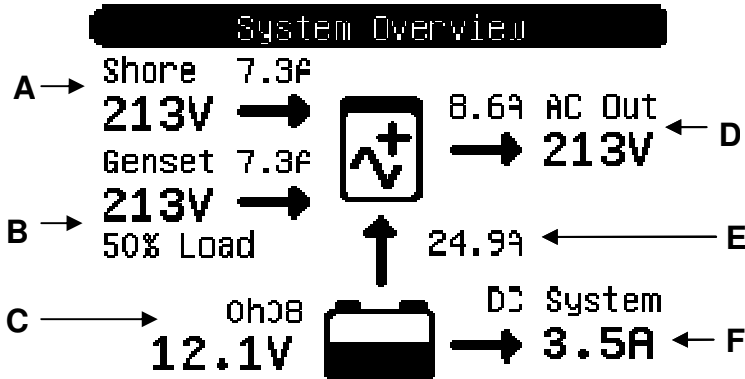 System Overview
A
Shore 7.3A
213V
8.6A AC Out
213V
D
Genset 7.3A
B
213V
50% Load
24.9A
E
C
12.1V
DC System
3.5A
F